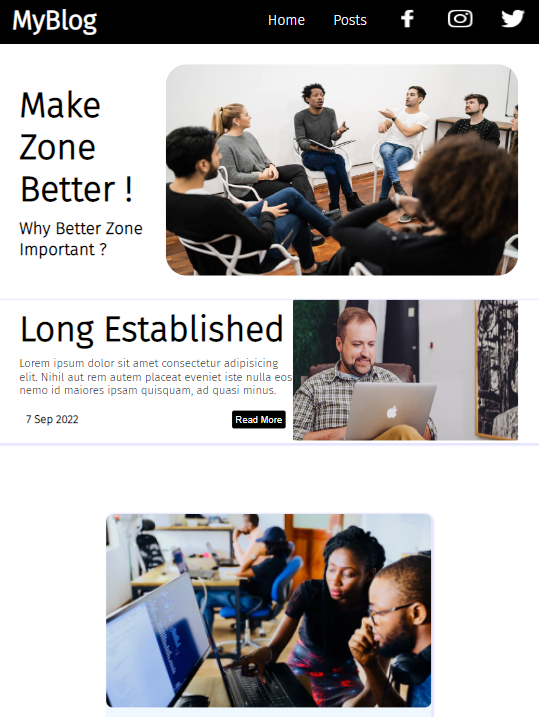 MyBlog
Home Posts
Make
Zone
Better !
Why Better Zone
Important ?
Long Established
Lorem ipsum dolor sit amet consectetur adipisicing
elit. Nihil aut rem autem placeat eveniet iste nulla eos
nemo id maiores ipsam quisquam, ad quasi minus.
7 Sep 2022 Read More